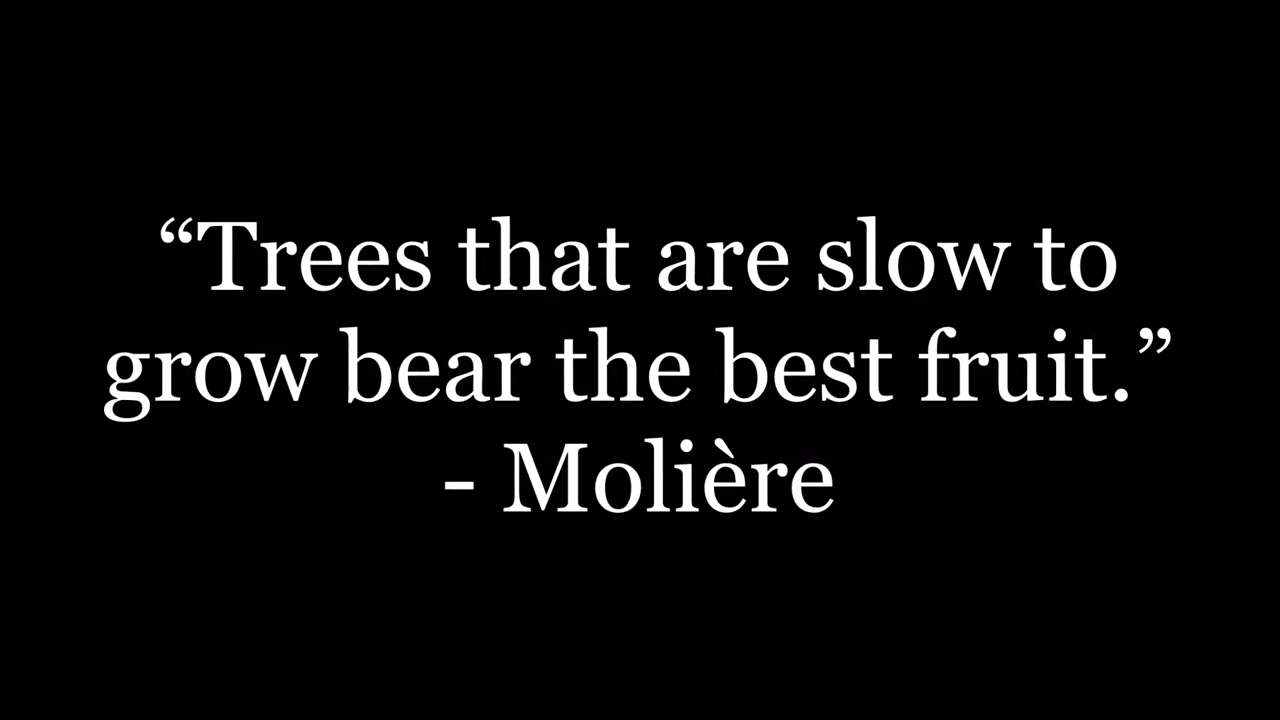 “Trees that are slow to
grow bear the best fruit.”
- Molière